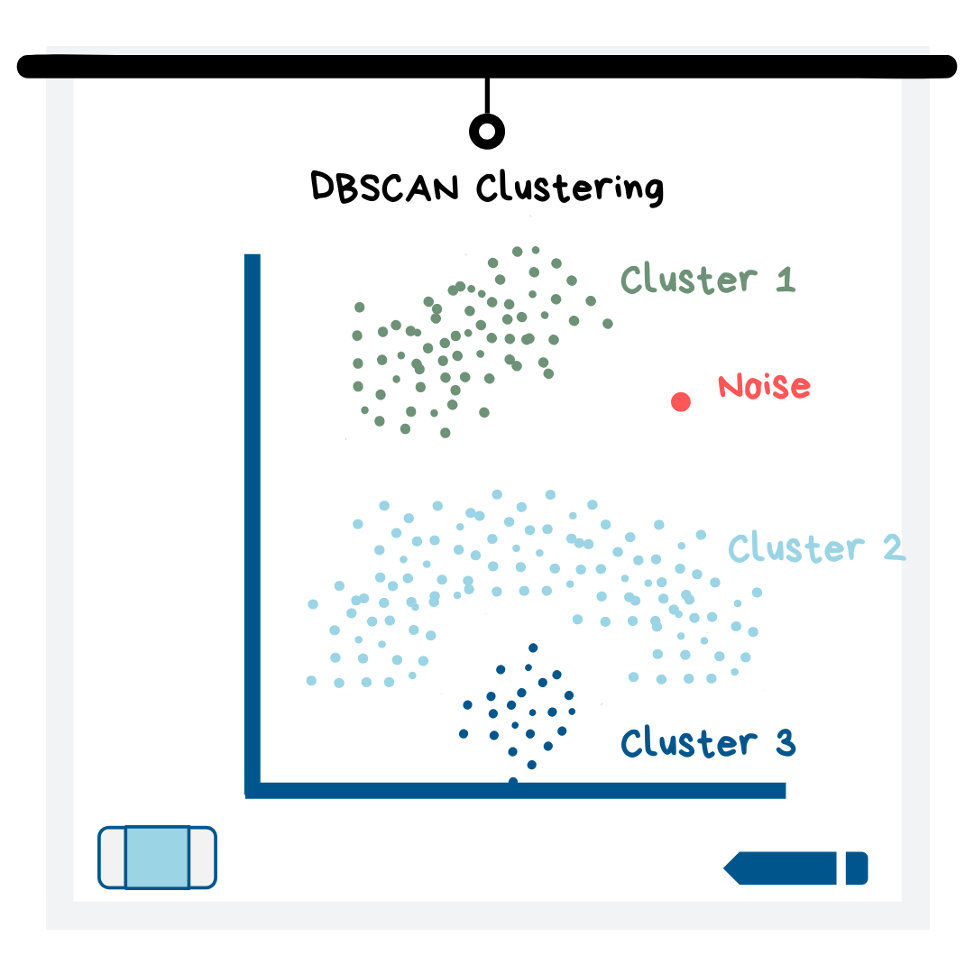 DBSCAN Clustering
Cluster 1
Noise
Cluster 2
Cluster 3